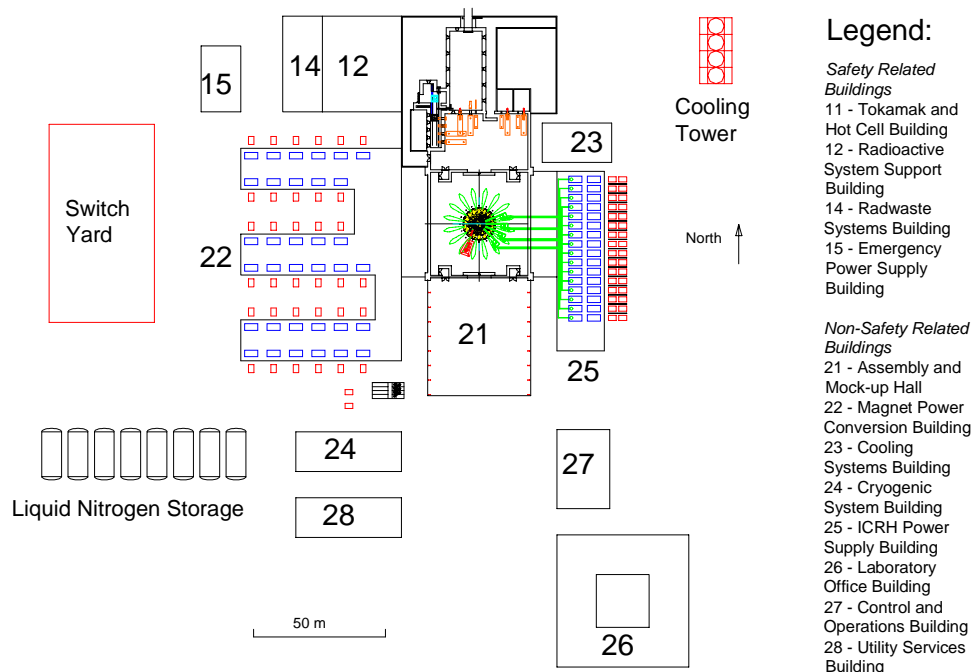 14
12
15
Cooling
Tower
23
Switch
Yard
22
North
21
25
24
27
Liquid Nitrogen Storage
28
50 m
26
Legend:
Safety Related
Buildings
11 - Tokamak and
Hot Cell Building
12 - Radioactive
System Support
Building
14 - Radwaste
Systems Building
15 - Emergency
Power Supply
Building
Non-Safety Related
Buildings
21 - Assembly and
Mock-up Hall
22 - Magnet Power
Conversion Building
23 - Cooling
Systems Building
24 - Cryogenic
System Building
25 - ICRH Power
Supply Building
26 - Laboratory
Office Building
27 - Control and
Operations Building
28 - Utility Services
Building